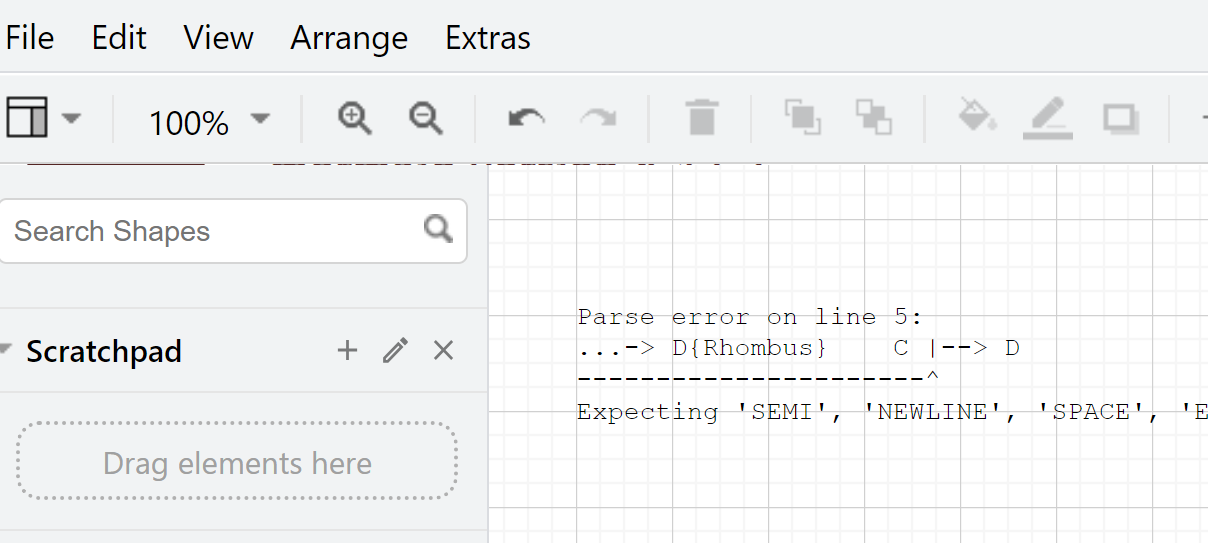 File Edit View Arrange Extras
100%
Search Shapes
Scratchpad
Drag elements here
Parse error on line 5:
...-> D{Rhombus}    C |--> D
----------------------^
Expecting 'SEMI', 'NEWLINE', 'SPACE', 'E